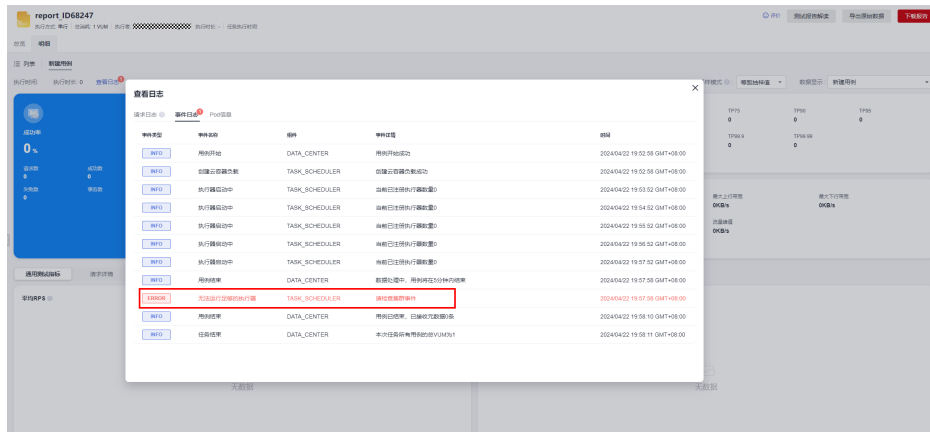 report_ID68247
执行方式: 串行 总消耗: 1 VUM 执行者: 执行时长: - 任务执行时间:
评价 测试报告解读 导出原始数据 下载报告
总览 明细
列表 新建用例
执行时间: 执行时长: 0 查看日志
采样模式 模型抽样值 数据显示: 新建用例
成功率
0 %
请求数 成功数
0 0
失败数
0
TP75 TP90 TP95
0 0 0
TP99.9 TP99.99
0 0
最大上行带宽 最大下行带宽
0KB/s 0KB/s
流量峰值
0KB/s
通用测试指标 请求详情
平均RPS
无数据 无数据
查看日志
请求日志 事件日志 Pod信息
事件类型 事件名称 组件 事件详情 时间
INFO 用例开始 DATA_CENTER 用例开始成功 2024/04/22 19:52:58 GMT+08:00
INFO 创建云容器负载 TASK_SCHEDULER 创建云容器负载成功 2024/04/22 19:52:58 GMT+08:00
INFO 执行器启动中 TASK_SCHEDULER 当前已注册执行器数量0 2024/04/22 19:53:52 GMT+08:00
INFO 执行器启动中 TASK_SCHEDULER 当前已注册执行器数量0 2024/04/22 19:54:52 GMT+08:00
INFO 执行器启动中 TASK_SCHEDULER 当前已注册执行器数量0 2024/04/22 19:55:52 GMT+08:00
INFO 执行器启动中 TASK_SCHEDULER 当前已注册执行器数量0 2024/04/22 19:56:52 GMT+08:00
INFO 执行器启动中 TASK_SCHEDULER 当前已注册执行器数量0 2024/04/22 19:57:52 GMT+08:00
INFO 用例结束 DATA_CENTER 数据处理中，用例将在5分钟内结束 2024/04/22 19:57:58 GMT+08:00
ERROR 无法运行足够的执行器 TASK_SCHEDULER 请检查集群事件 2024/04/22 19:57:58 GMT+08:00
INFO 用例结束 DATA_CENTER 用例已结束，已接收元数据0条 2024/04/22 19:58:10 GMT+08:00
INFO 任务结束 DATA_CENTER 本次任务所有用例的总VUM为1 2024/04/22 19:58:11 GMT+08:00